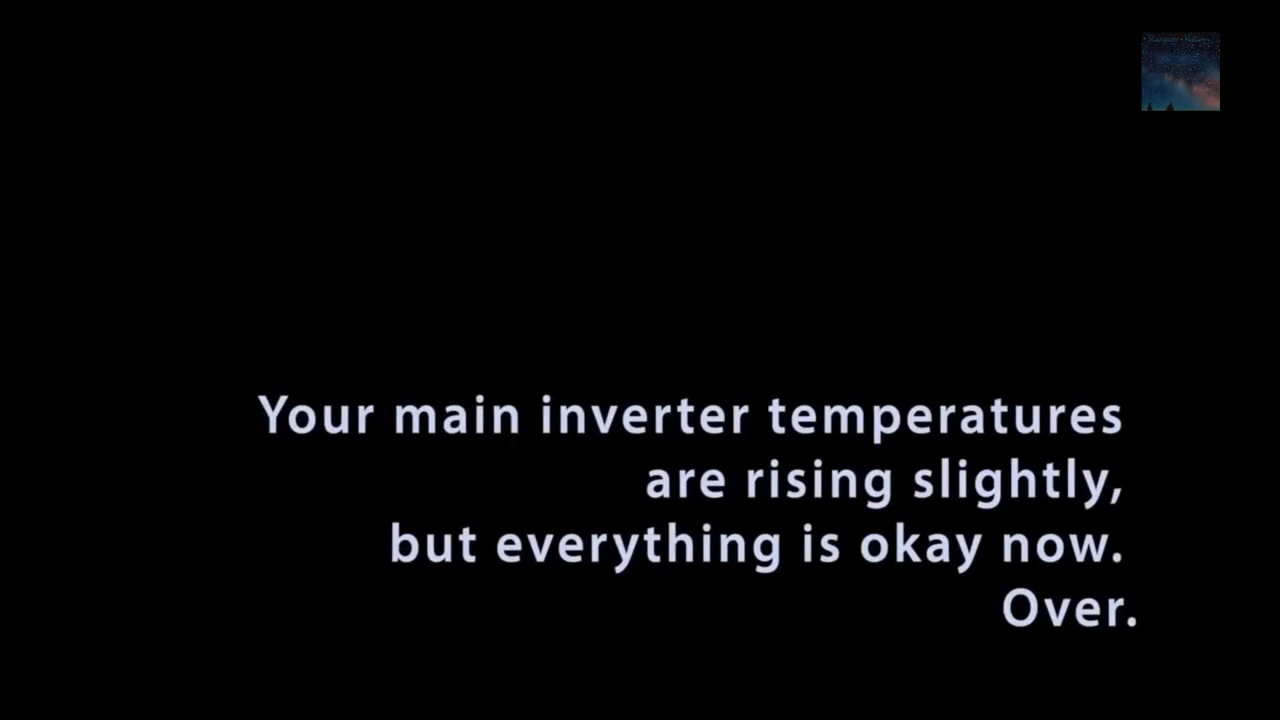 Your main inverter temperatures
are rising slightly,
but everything is okay now.
Over.